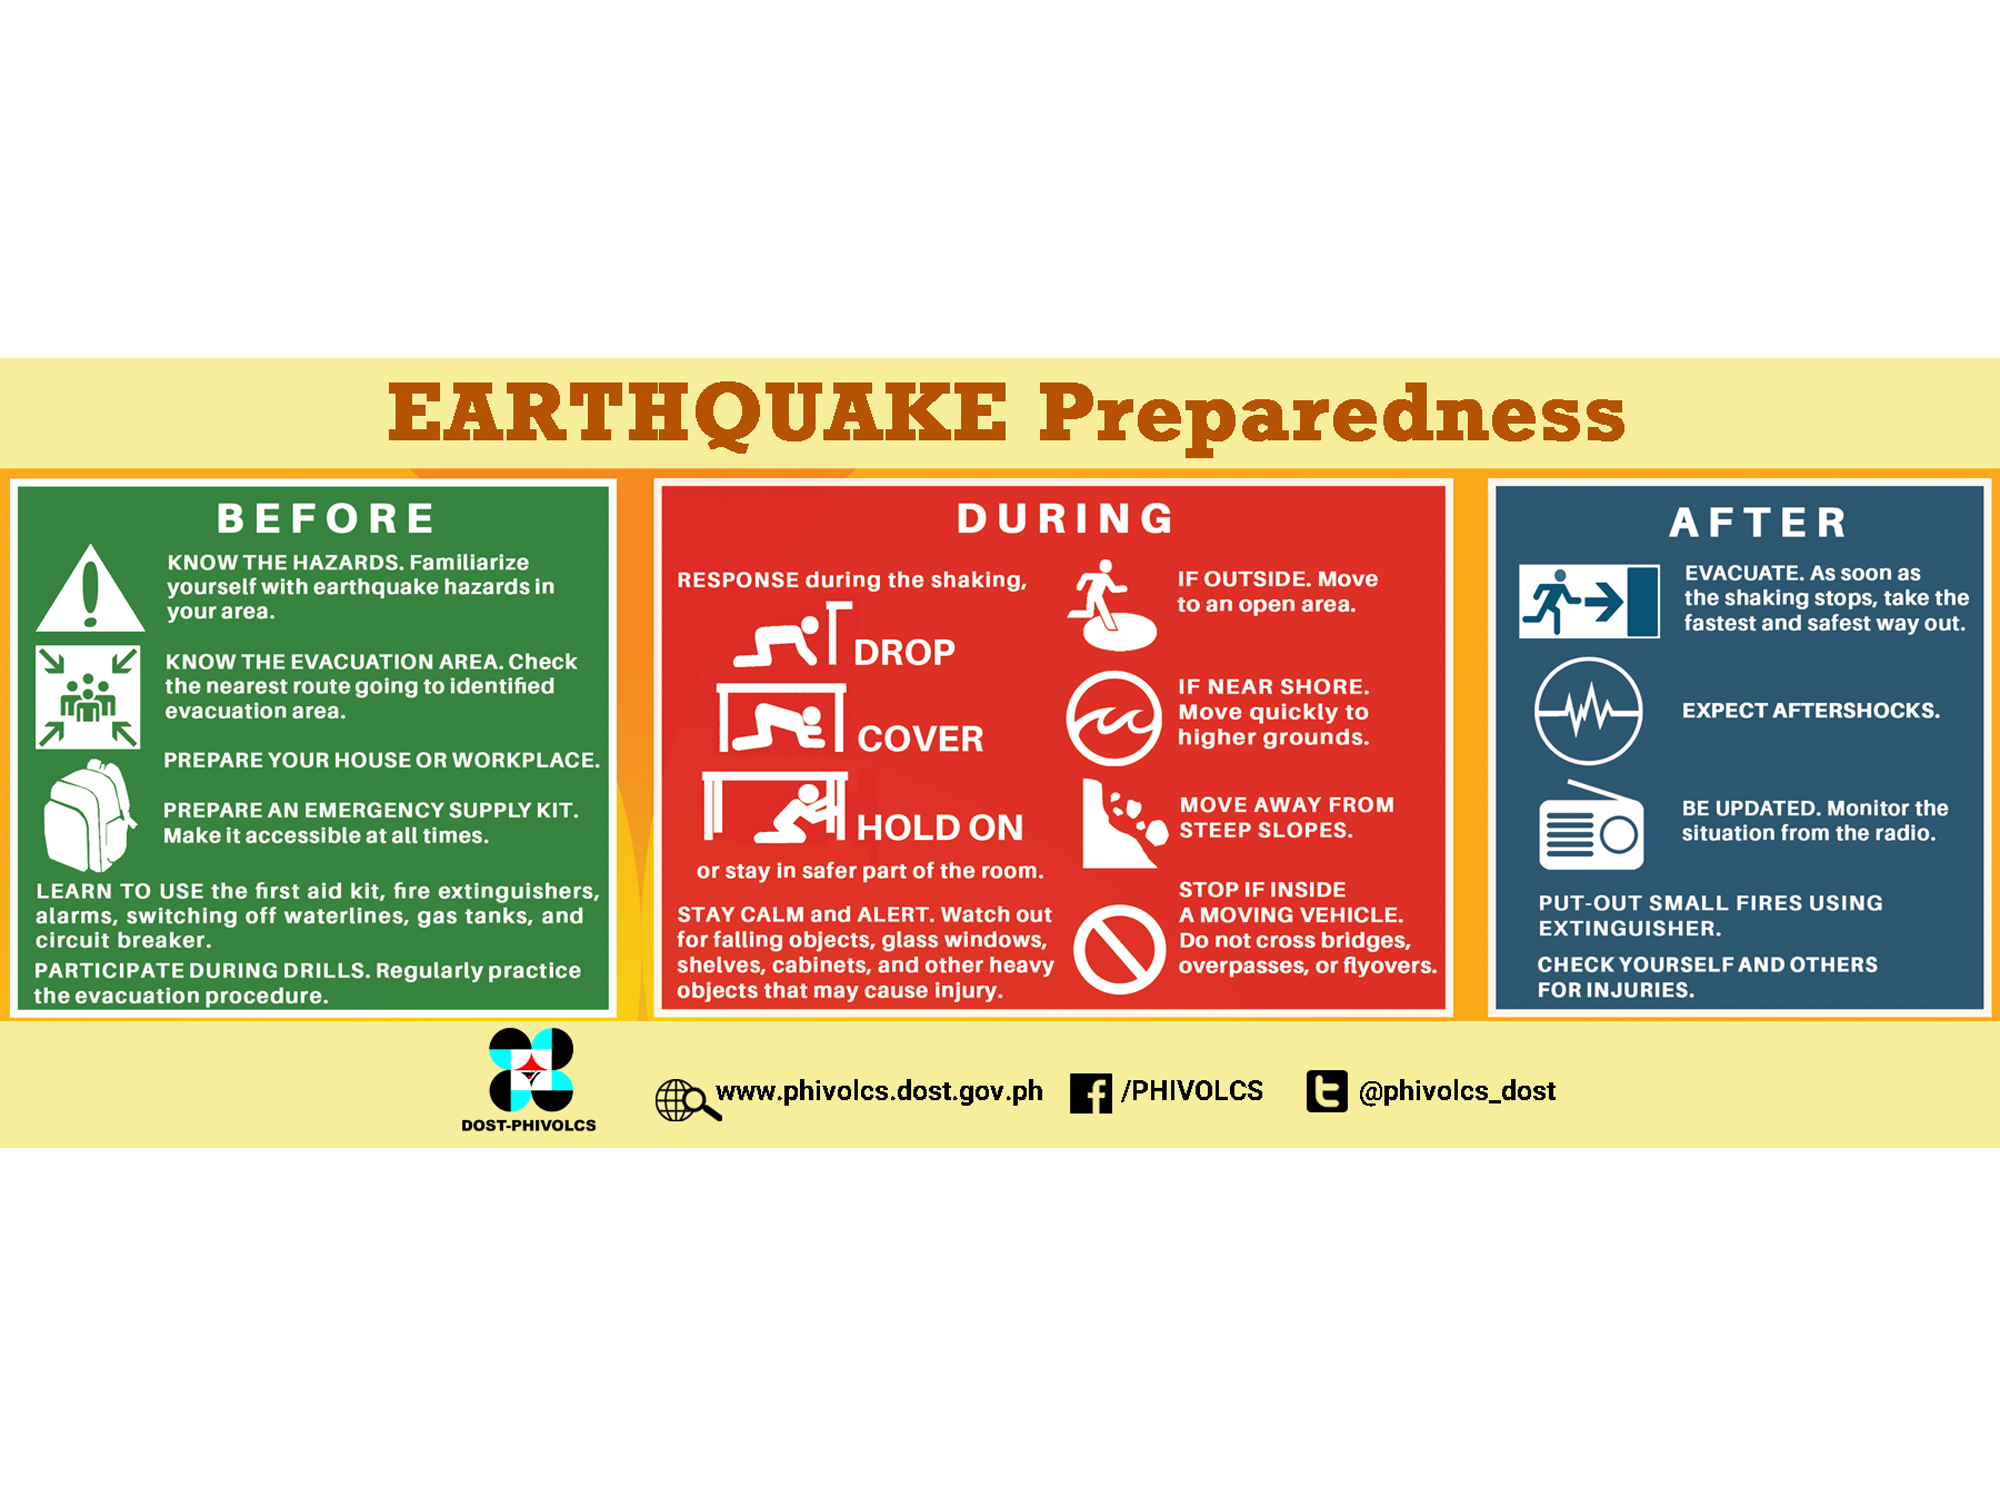 EARTHQUAKE Preparedness
BEFORE
KNOW THE HAZARDS. Familiarize
yourself with earthquake hazards in
your area.
KNOW THE EVACUATION AREA. Check
the nearest route going to identified
evacuation area.
PREPARE YOUR HOUSE OR WORKPLACE.
PREPARE AN EMERGENCY SUPPLY KIT.
Make it accessible at all times.
LEARN TO USE the first aid kit, fire extinguishers,
alarms, switching off waterlines, gas tanks, and
circuit breaker.
PARTICIPATE DURING DRILLS. Regularly practice
the evacuation procedure.
DURING
RESPONSE during the shaking,
DROP
COVER
HOLD ON
or stay in safer part of the room.
STAY CALM and ALERT. Watch out
for falling objects, glass windows,
shelves, cabinets, and other heavy
objects that may cause injury.
IF OUTSIDE. Move
to an open area.
IF NEAR SHORE.
Move quickly to
higher grounds.
MOVE AWAY FROM
STEEP SLOPES.
STOP IF INSIDE
A MOVING VEHICLE.
Do not cross bridges,
overpasses, or flyovers.
AFTER
EVACUATE. As soon as
the shaking stops, take the
fastest and safest way out.
EXPECT AFTERSHOCKS.
BE UPDATED. Monitor the
situation from the radio.
PUT-OUT SMALL FIRES USING
EXTINGUISHER.
CHECK YOURSELF AND OTHERS
FOR INJURIES.
DOST-PHIVOLCS
www.phivolcs.dost.gov.ph
/PHIVOLCS
@phivolcs_dost